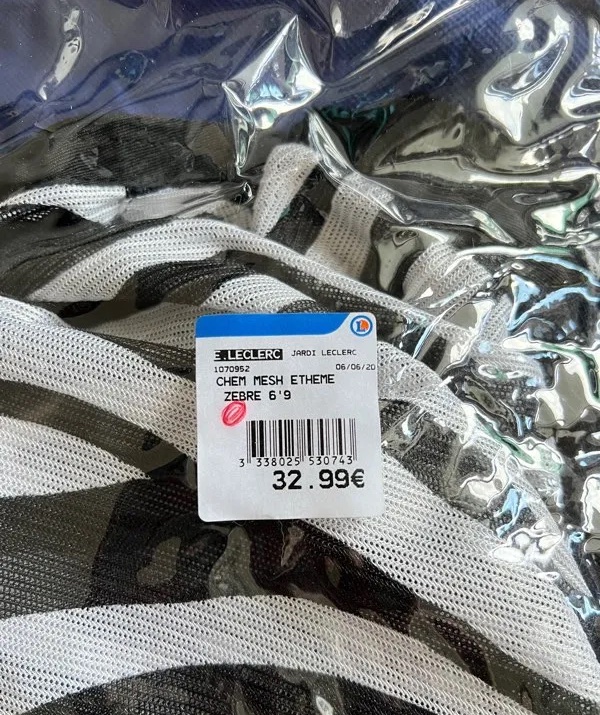 E.LECLERC JARDI LECLERC
1070952 06/06/20
CHEM MESH ETHEME
ZEBRE 6'9
3 338025 530743
32.99€